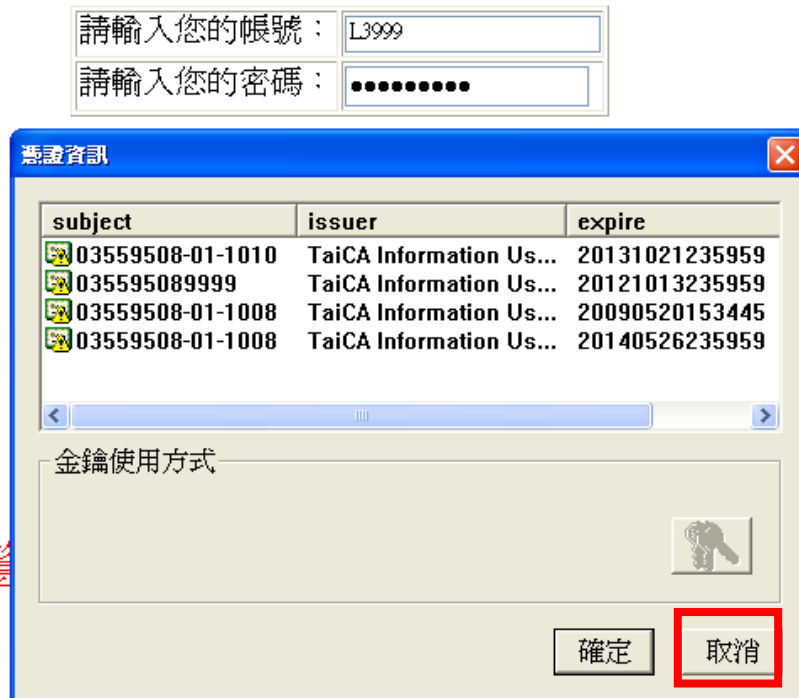 請輸入您的帳號： L3999
請輸入您的密碼： ●●●●●●●●●
憑證資訊
subject issuer expire
03559508-01-1010 TaiCA Information Us... 20131021235959
035595089999 TaiCA Information Us... 20121013235959
03559508-01-1008 TaiCA Information Us... 20090520153445
03559508-01-1008 TaiCA Information Us... 20140526235959
金鑰使用方式
確定 取消